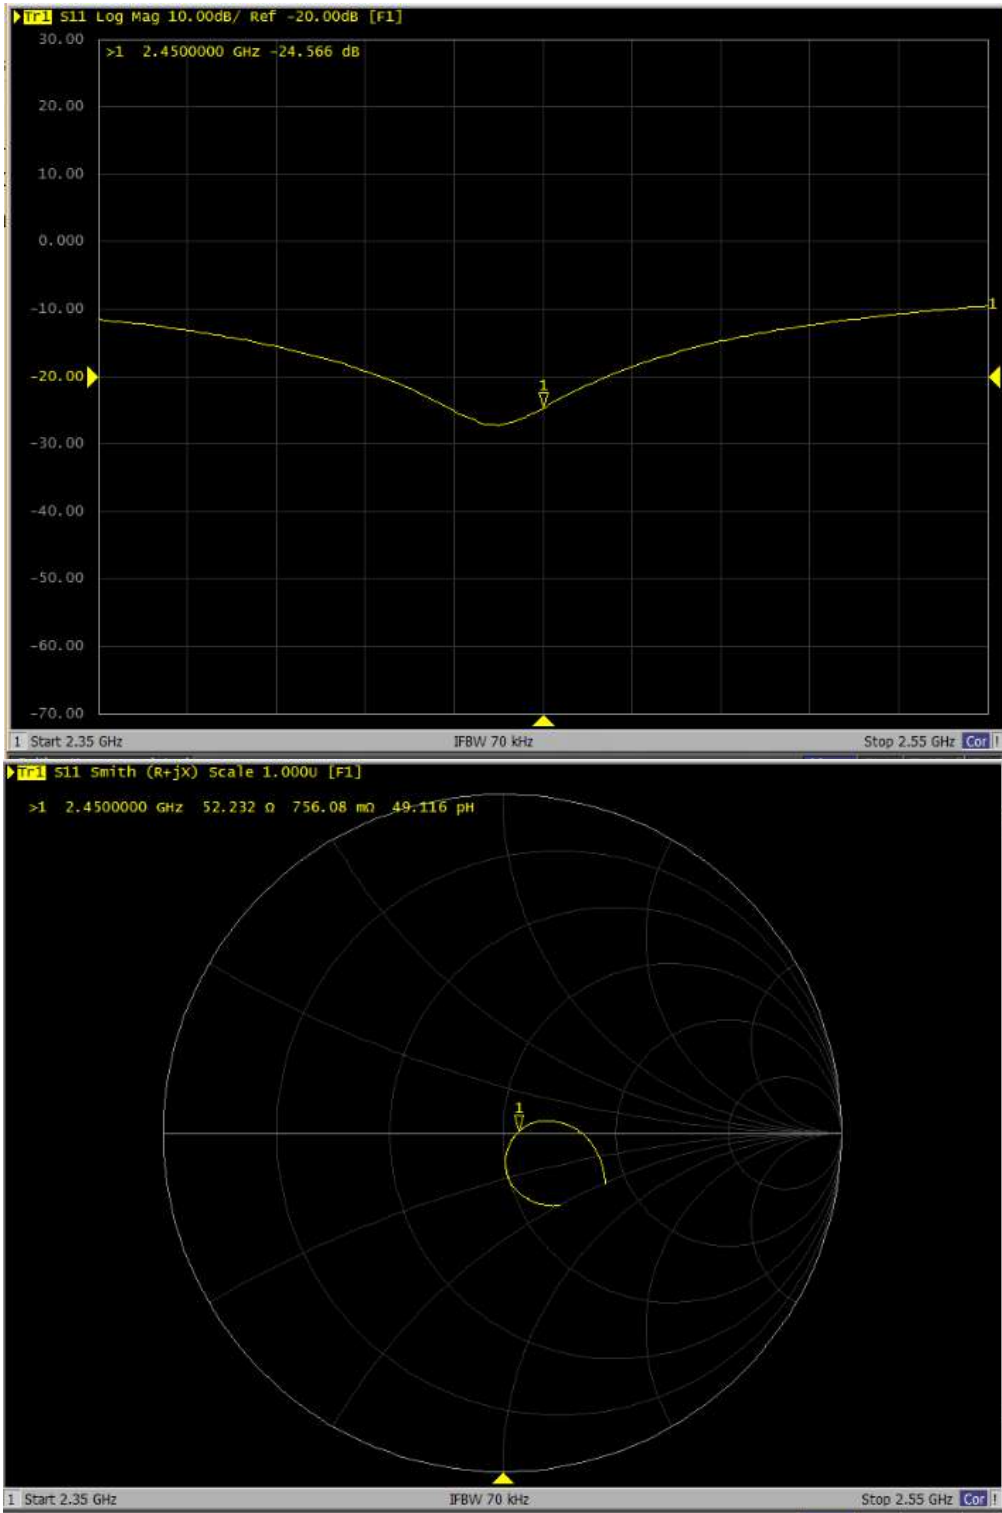 Tr1 S11 Log Mag 10.00dB/ Ref -20.00dB [F1]
30.00
>1 2.4500000 GHz -24.566 dB
20.00
10.00
0.000
-10.00
1
-20.00
1
-30.00
-40.00
-50.00
-60.00
-70.00
1 Start 2.35 GHz IFBW 70 kHz Stop 2.55 GHz Cor !
Tr1 S11 Smith (R+jX) Scale 1.000U [F1]
>1 2.4500000 GHz 52.232 Ω 756.08 mΩ 49.116 pH
1
1 Start 2.35 GHz IFBW 70 kHz Stop 2.55 GHz Cor !